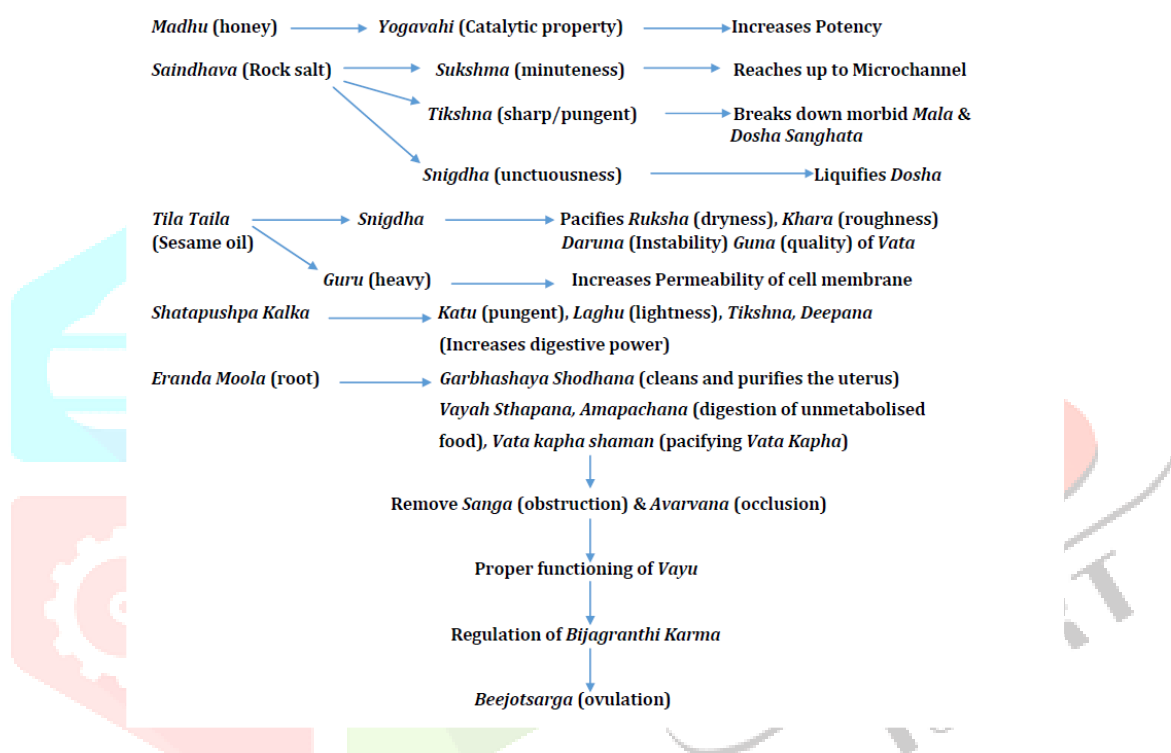 Madhu (honey) Yogavahi (Catalytic property) Increases Potency
Saindhava (Rock salt) Sukshma (minuteness) Reaches up to Microchannel
Tikshna (sharp/pungent) Breaks down morbid Mala &
Dosha Sanghata
Snigdha (unctuousness) Liquifies Dosha
Tila Taila Snigdha Pacifies Ruksha (dryness), Khara (roughness)
(Sesame oil) Daruna (Instability) Guna (quality) of Vata
Guru (heavy) Increases Permeability of cell membrane
Shatapushpa Kalka Katu (pungent), Laghu (lightness), Tikshna, Deepana
(Increases digestive power)
Eranda Moola (root) Garbhashaya Shodhana (cleans and purifies the uterus)
Vayah Sthapana, Amapachana (digestion of unmetabolised
food), Vata kapha shaman (pacifying Vata Kapha)
Remove Sanga (obstruction) & Avarvana (occlusion)
Proper functioning of Vayu
Regulation of Bijagranthi Karma
Beejotsarga (ovulation)